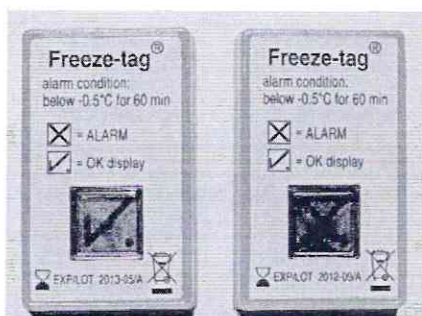 Freeze-tag®
alarm condition:
below -0.5°C for 60 min
= ALARM
= OK display
EXP/LOT 2013-05/A
Freeze-tag®
alarm condition:
below -0.5°C for 60 min
= ALARM
= OK display
EXP/LOT 2012-09/A